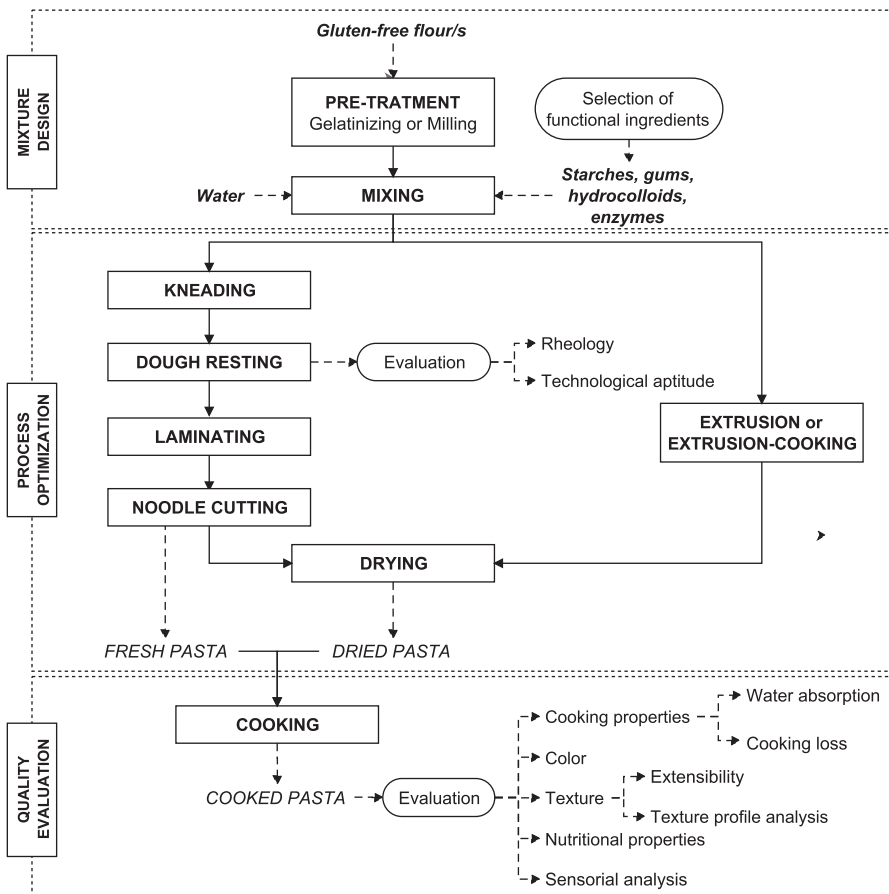 Gluten-free flour/s
MIXTURE
DESIGN
PRE-TRATMENT
Gelatinizing or Milling
Selection of
functional ingredients
Water
MIXING
Starches, gums,
hydrocolloids,
enzymes
PROCESS
OPTIMIZATION
KNEADING
DOUGH RESTING
Evaluation
Rheology
Technological aptitude
LAMINATING
EXTRUSION or
EXTRUSION-COOKING
NOODLE CUTTING
DRYING
FRESH PASTA
DRIED PASTA
QUALITY
EVALUATION
COOKING
COOKED PASTA
Evaluation
Cooking properties
Water absorption
Cooking loss
Color
Texture
Extensibility
Texture profile analysis
Nutritional properties
Sensorial analysis